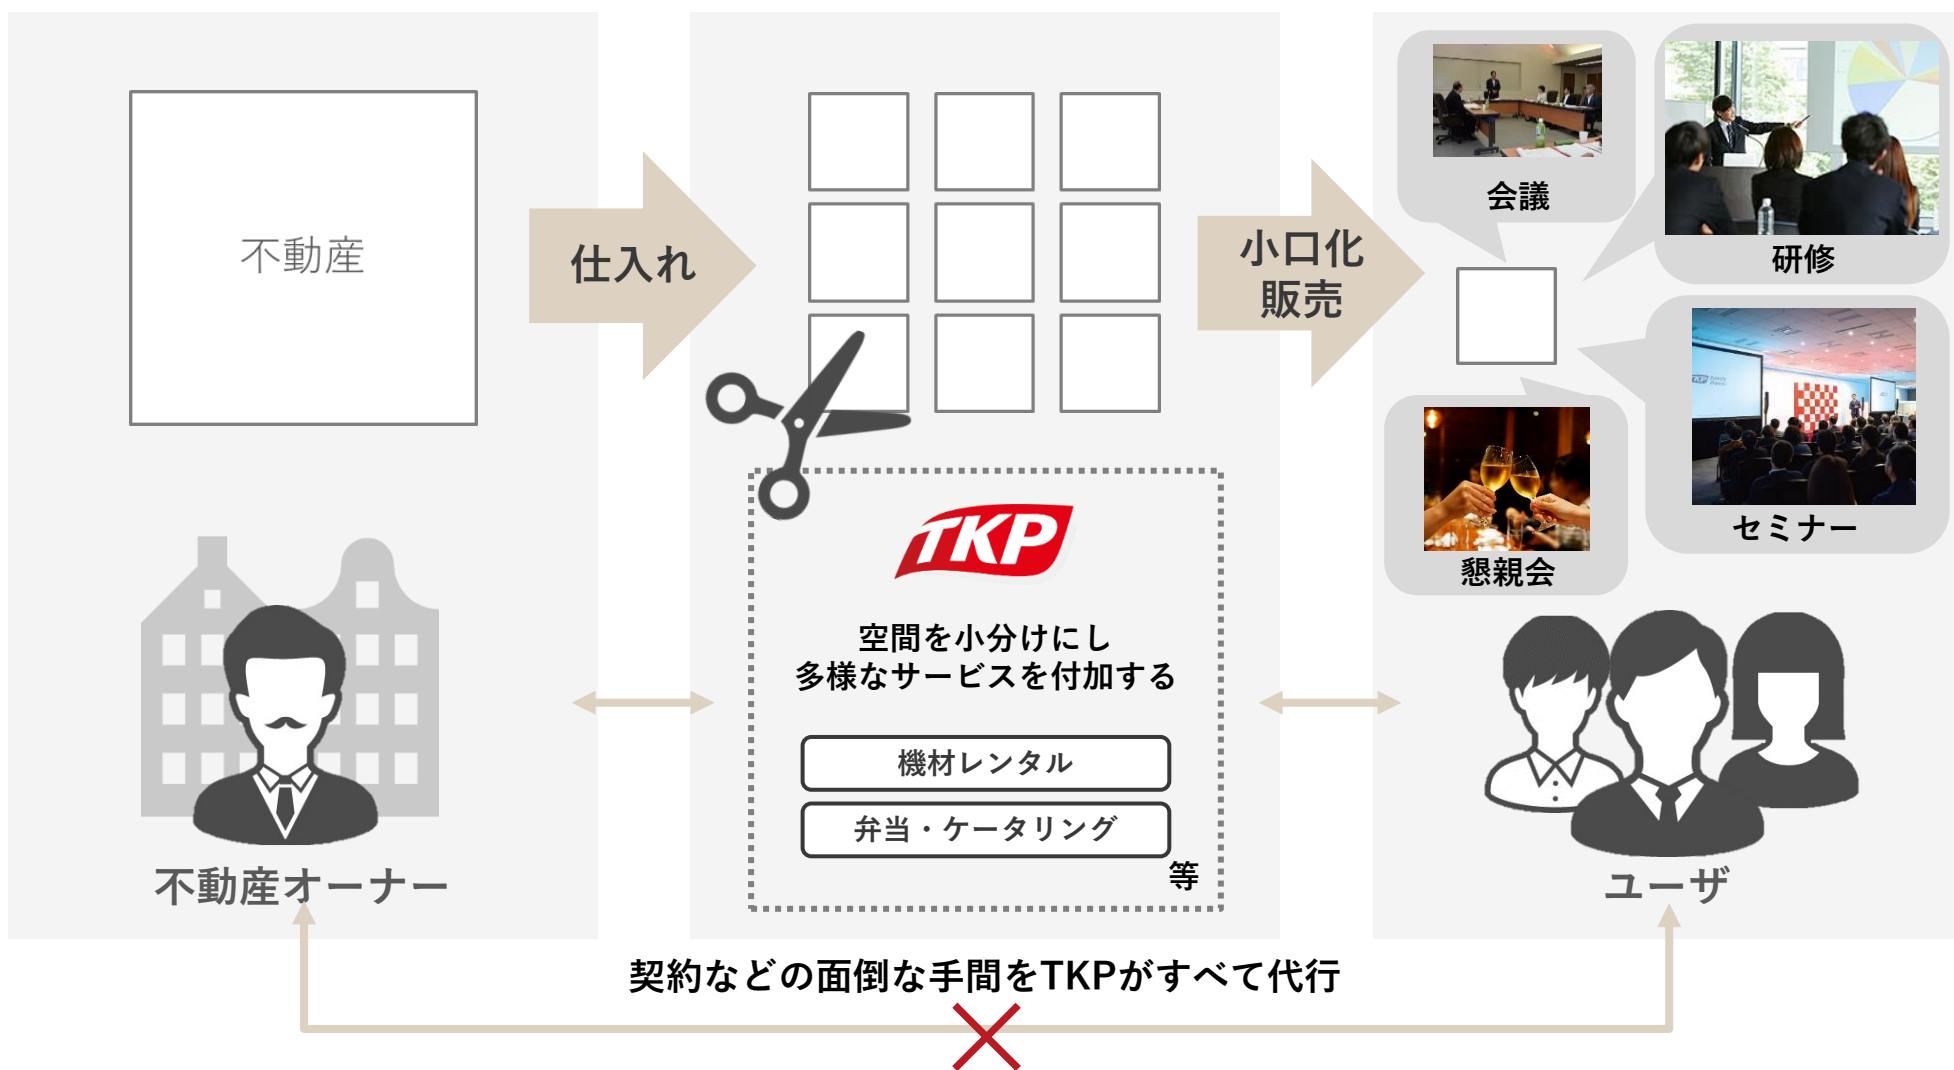 不動産
仕入れ
小口化
販売
会議
研修
セミナー
懇親会
TKP
空間を小分けにし
多様なサービスを付加する
機材レンタル
弁当・ケータリング
等
不動産オーナー
ユーザ
契約などの面倒な手間をTKPがすべて代行
TKP